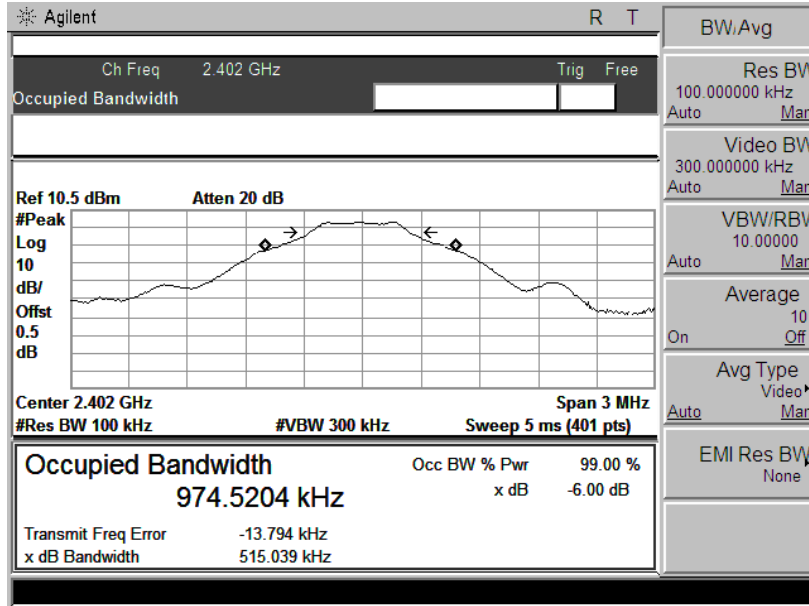 Agilent R T
Ch Freq 2.402 GHz Trig Free
Occupied Bandwidth
Ref 10.5 dBm Atten 20 dB
#Peak
Log
10
dB/
Offst
0.5
dB
Center 2.402 GHz Span 3 MHz
#Res BW 100 kHz #VBW 300 kHz Sweep 5 ms (401 pts)
Occupied Bandwidth Occ BW % Pwr 99.00 %
974.5204 kHz x dB -6.00 dB
Transmit Freq Error -13.794 kHz
x dB Bandwidth 515.039 kHz
BW/Avg
Res BW
100.000000 kHz
Auto Man
Video BW
300.000000 kHz
Auto Man
VBW/RBW
10.00000
Auto Man
Average
10
On Off
Avg Type
Video
Auto Man
EMI Res BW
None